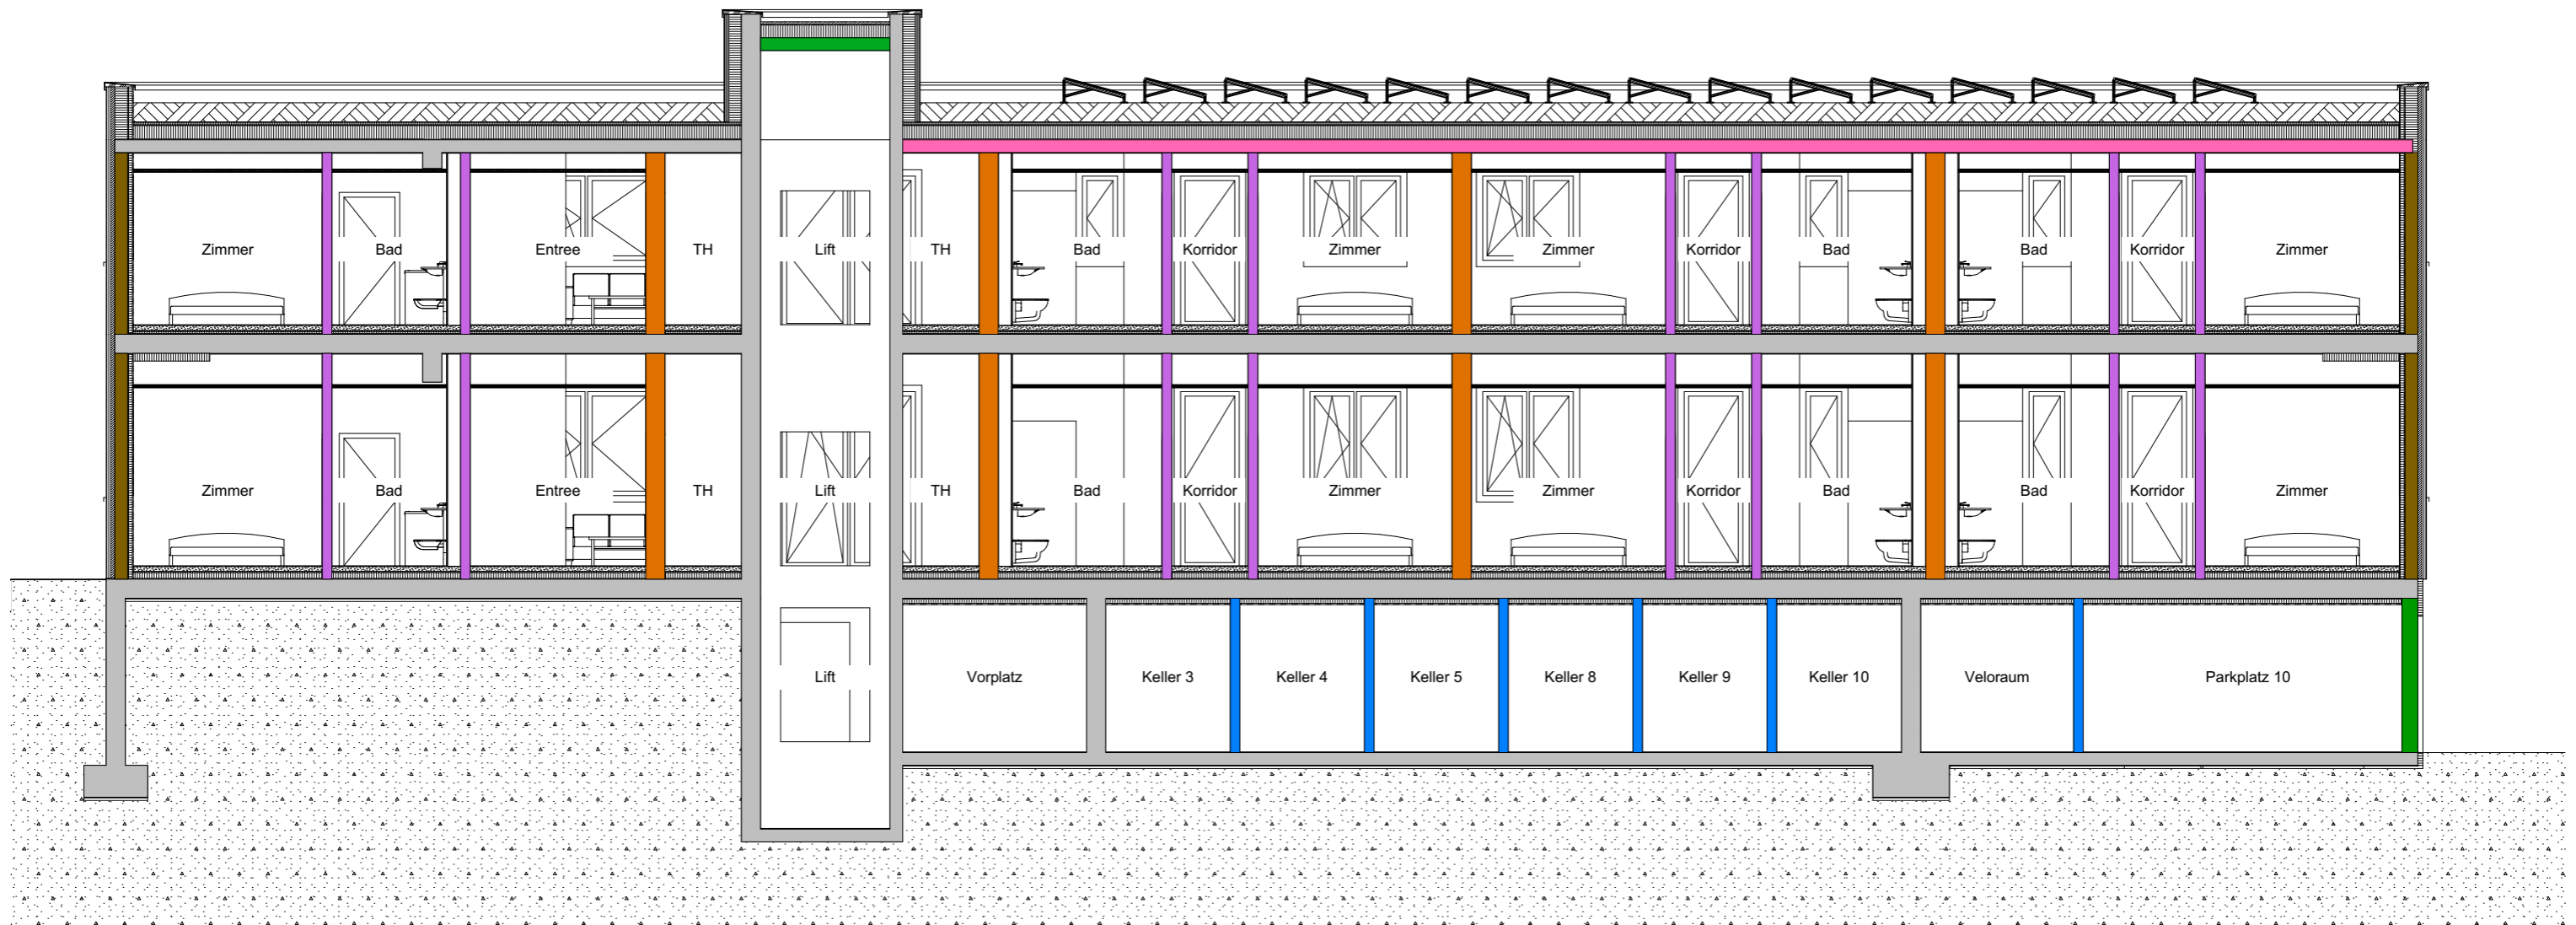 Zimmer
Bad
Entree
TH
Lift
TH
Bad
Korridor
Zimmer
Zimmer
Korridor
Bad
Bad
Korridor
Zimmer
Zimmer
Bad
Entree
TH
Lift
TH
Bad
Korridor
Zimmer
Zimmer
Korridor
Bad
Bad
Korridor
Zimmer
Lift
Vorplatz
Keller 3
Keller 4
Keller 5
Keller 8
Keller 9
Keller 10
Veloraum
Parkplatz 10